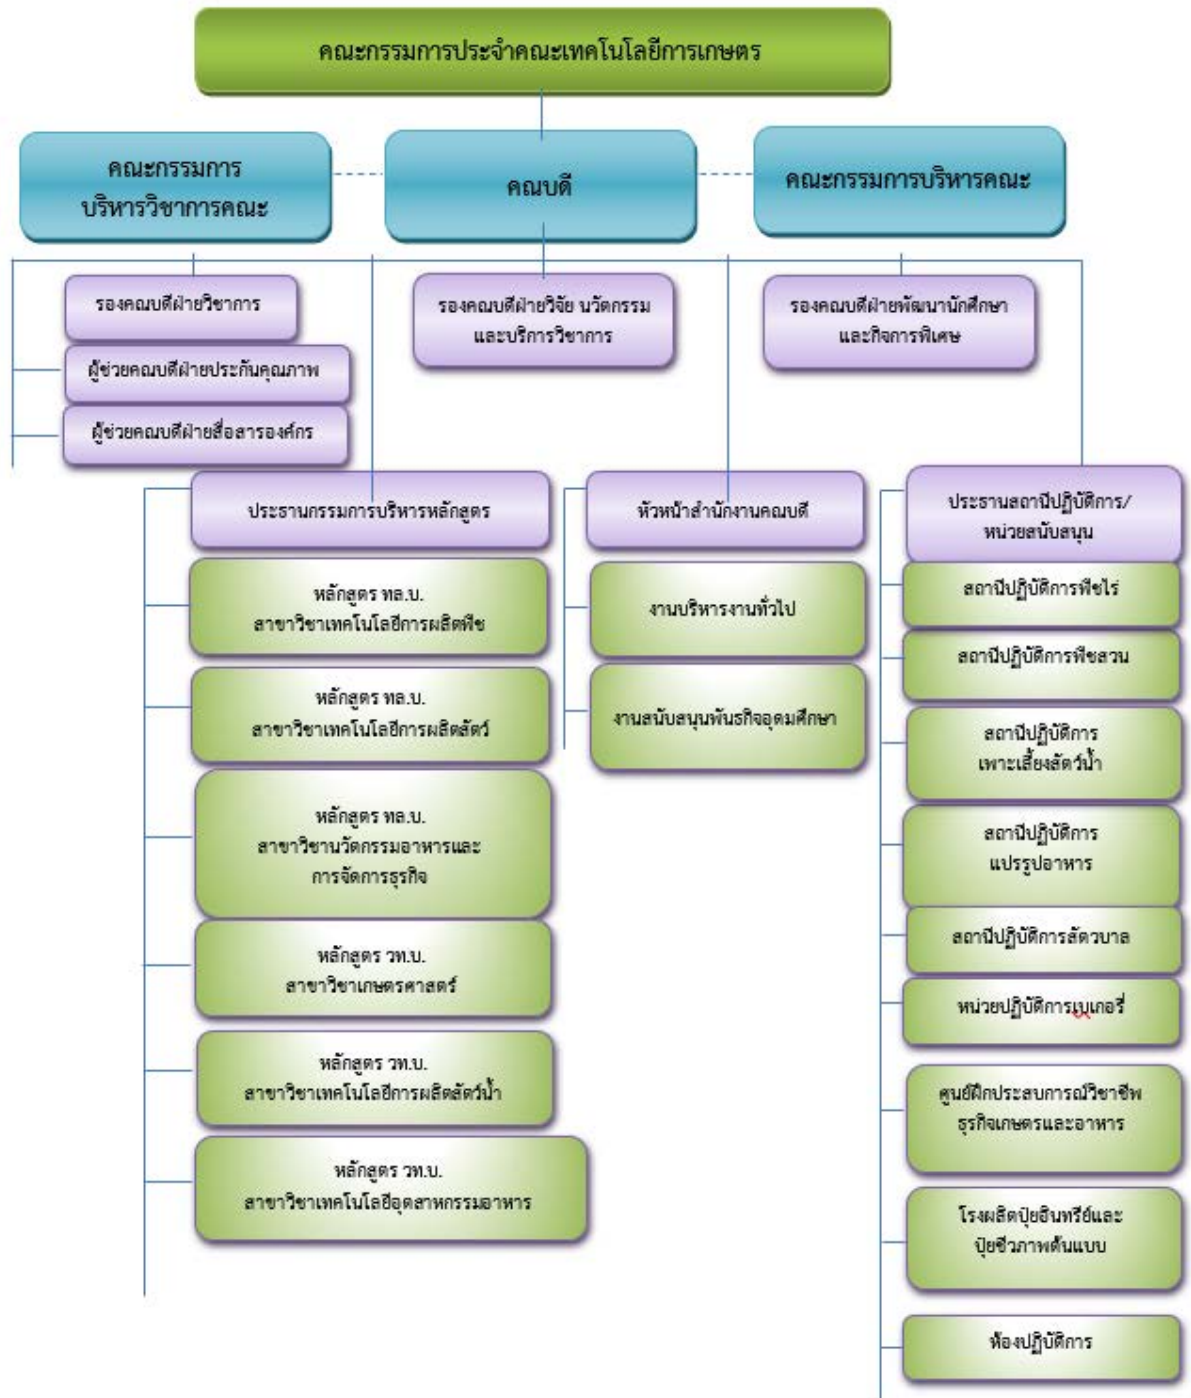 คณะกรรมการประจำคณะเทคโนโลยีการเกษตร
คณะกรรมการ
บริหารวิชาการคณะ
คณบดี
คณะกรรมการบริหารคณะ
รองคณบดีฝ่ายวิชาการ
รองคณบดีฝ่ายวิจัย นวัตกรรม
และบริการวิชาการ
รองคณบดีฝ่ายพัฒนานักศึกษา
และกิจการพิเศษ
ผู้ช่วยคณบดีฝ่ายประกันคุณภาพ
ผู้ช่วยคณบดีฝ่ายสื่อสารองค์กร
ประธานกรรมการบริหารหลักสูตร
หลักสูตร ทล.บ.
สาขาวิชาเทคโนโลยีการผลิตพืช
หลักสูตร ทล.บ.
สาขาวิชาเทคโนโลยีการผลิตสัตว์
หลักสูตร ทล.บ.
สาขาวิชานวัตกรรมอาหารและ
การจัดการธุรกิจ
หลักสูตร วท.บ.
สาขาวิชาเกษตรศาสตร์
หลักสูตร วท.บ.
สาขาวิชาเทคโนโลยีการผลิตสัตว์น้ำ
หลักสูตร วท.บ.
สาขาวิชาเทคโนโลยีอุตสาหกรรมอาหาร
หัวหน้าสำนักงานคณบดี
งานบริหารงานทั่วไป
งานสนับสนุนพันธกิจอุดมศึกษา
ประธานสถานีปฏิบัติการ/
หน่วยสนับสนุน
สถานีปฏิบัติการพืชไร่
สถานีปฏิบัติการพืชสวน
สถานีปฏิบัติการ
เพาะเลี้ยงสัตว์น้ำ
สถานีปฏิบัติการ
แปรรูปอาหาร
สถานีปฏิบัติการสัตวบาล
หน่วยปฏิบัติการเบเกอรี่
ศูนย์ฝึกประสบการณ์วิชาชีพ
ธุรกิจเกษตรและอาหาร
โรงผลิตปุ๋ยอินทรีย์และ
ปุ๋ยชีวภาพต้นแบบ
ห้องปฏิบัติการ